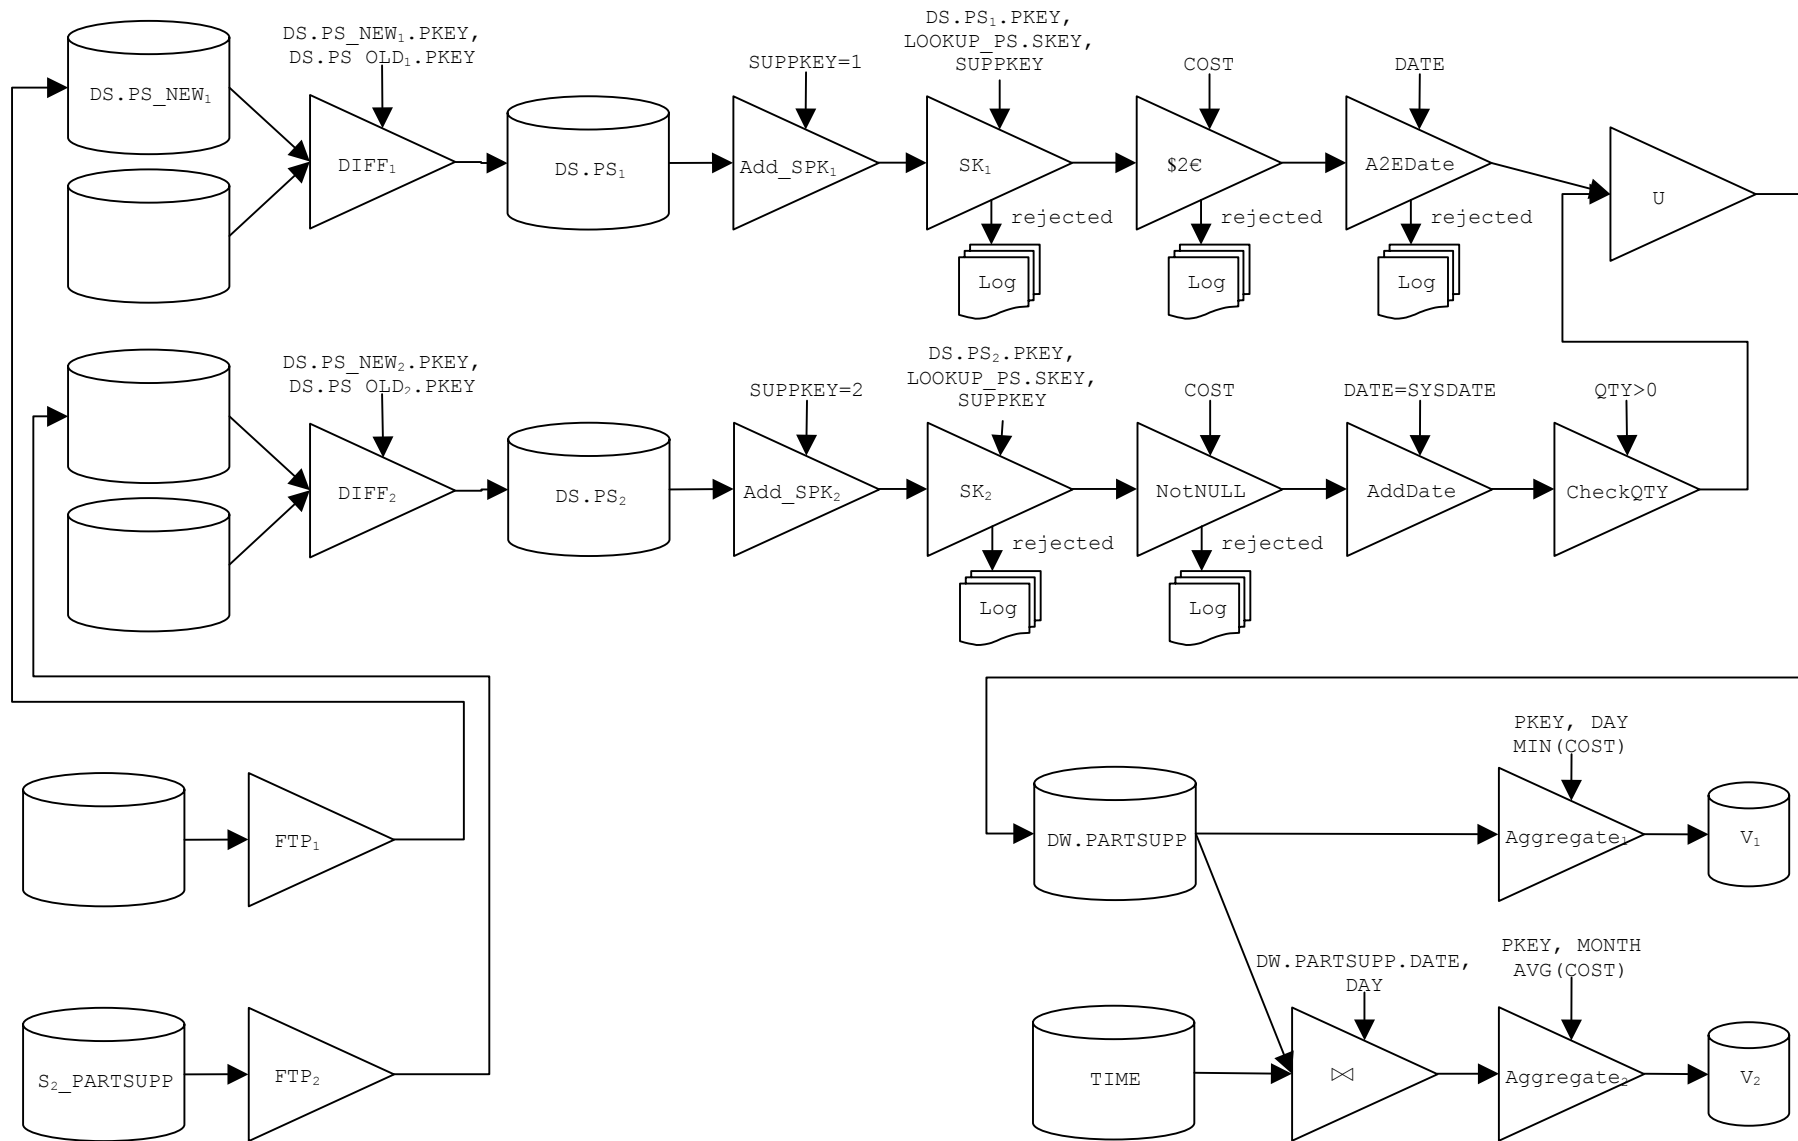 DS.PS_NEW₁
DS.PS_NEW₁.PKEY,
DS.PS_OLD₁.PKEY
DIFF₁
DS.PS₁
SUPPKEY=1
Add_SPK₁
DS.PS₁.PKEY,
LOOKUP_PS.SKEY,
SUPPKEY
SK₁
rejected
Log
COST
$2€
rejected
Log
DATE
A2EDate
rejected
Log
U
DS.PS_NEW₂.PKEY,
DS.PS_OLD₂.PKEY
DIFF₂
DS.PS₂
SUPPKEY=2
Add_SPK₂
DS.PS₂.PKEY,
LOOKUP_PS.SKEY,
SUPPKEY
SK₂
rejected
Log
COST
NotNULL
rejected
Log
DATE=SYSDATE
AddDate
QTY>0
CheckQTY
FTP₁
S₂_PARTSUPP
FTP₂
DW.PARTSUPP
PKEY, DAY
MIN(COST)
Aggregate₁
V₁
TIME
DW.PARTSUPP.DATE,
DAY
⋈
PKEY, MONTH
AVG(COST)
Aggregate₂
V₂